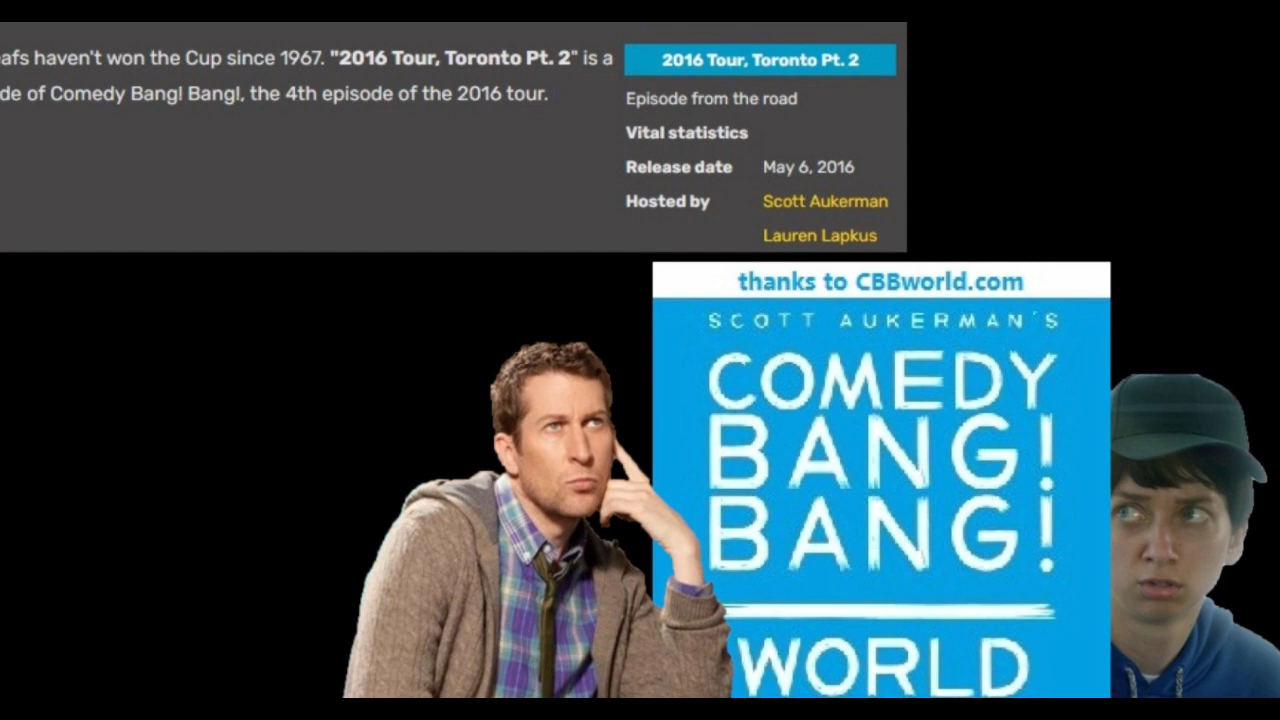 eafs haven't won the Cup since 1967. "2016 Tour, Toronto Pt. 2" is a
de of Comedy Bang! Bang!, the 4th episode of the 2016 tour.
2016 Tour, Toronto Pt. 2
Episode from the road
Vital statistics
Release date May 6, 2016
Hosted by Scott Aukerman
Lauren Lapkus
thanks to CBBworld.com
SCOTT AUKERMAN'S
COMEDY
BANG!
BANG!
WORLD